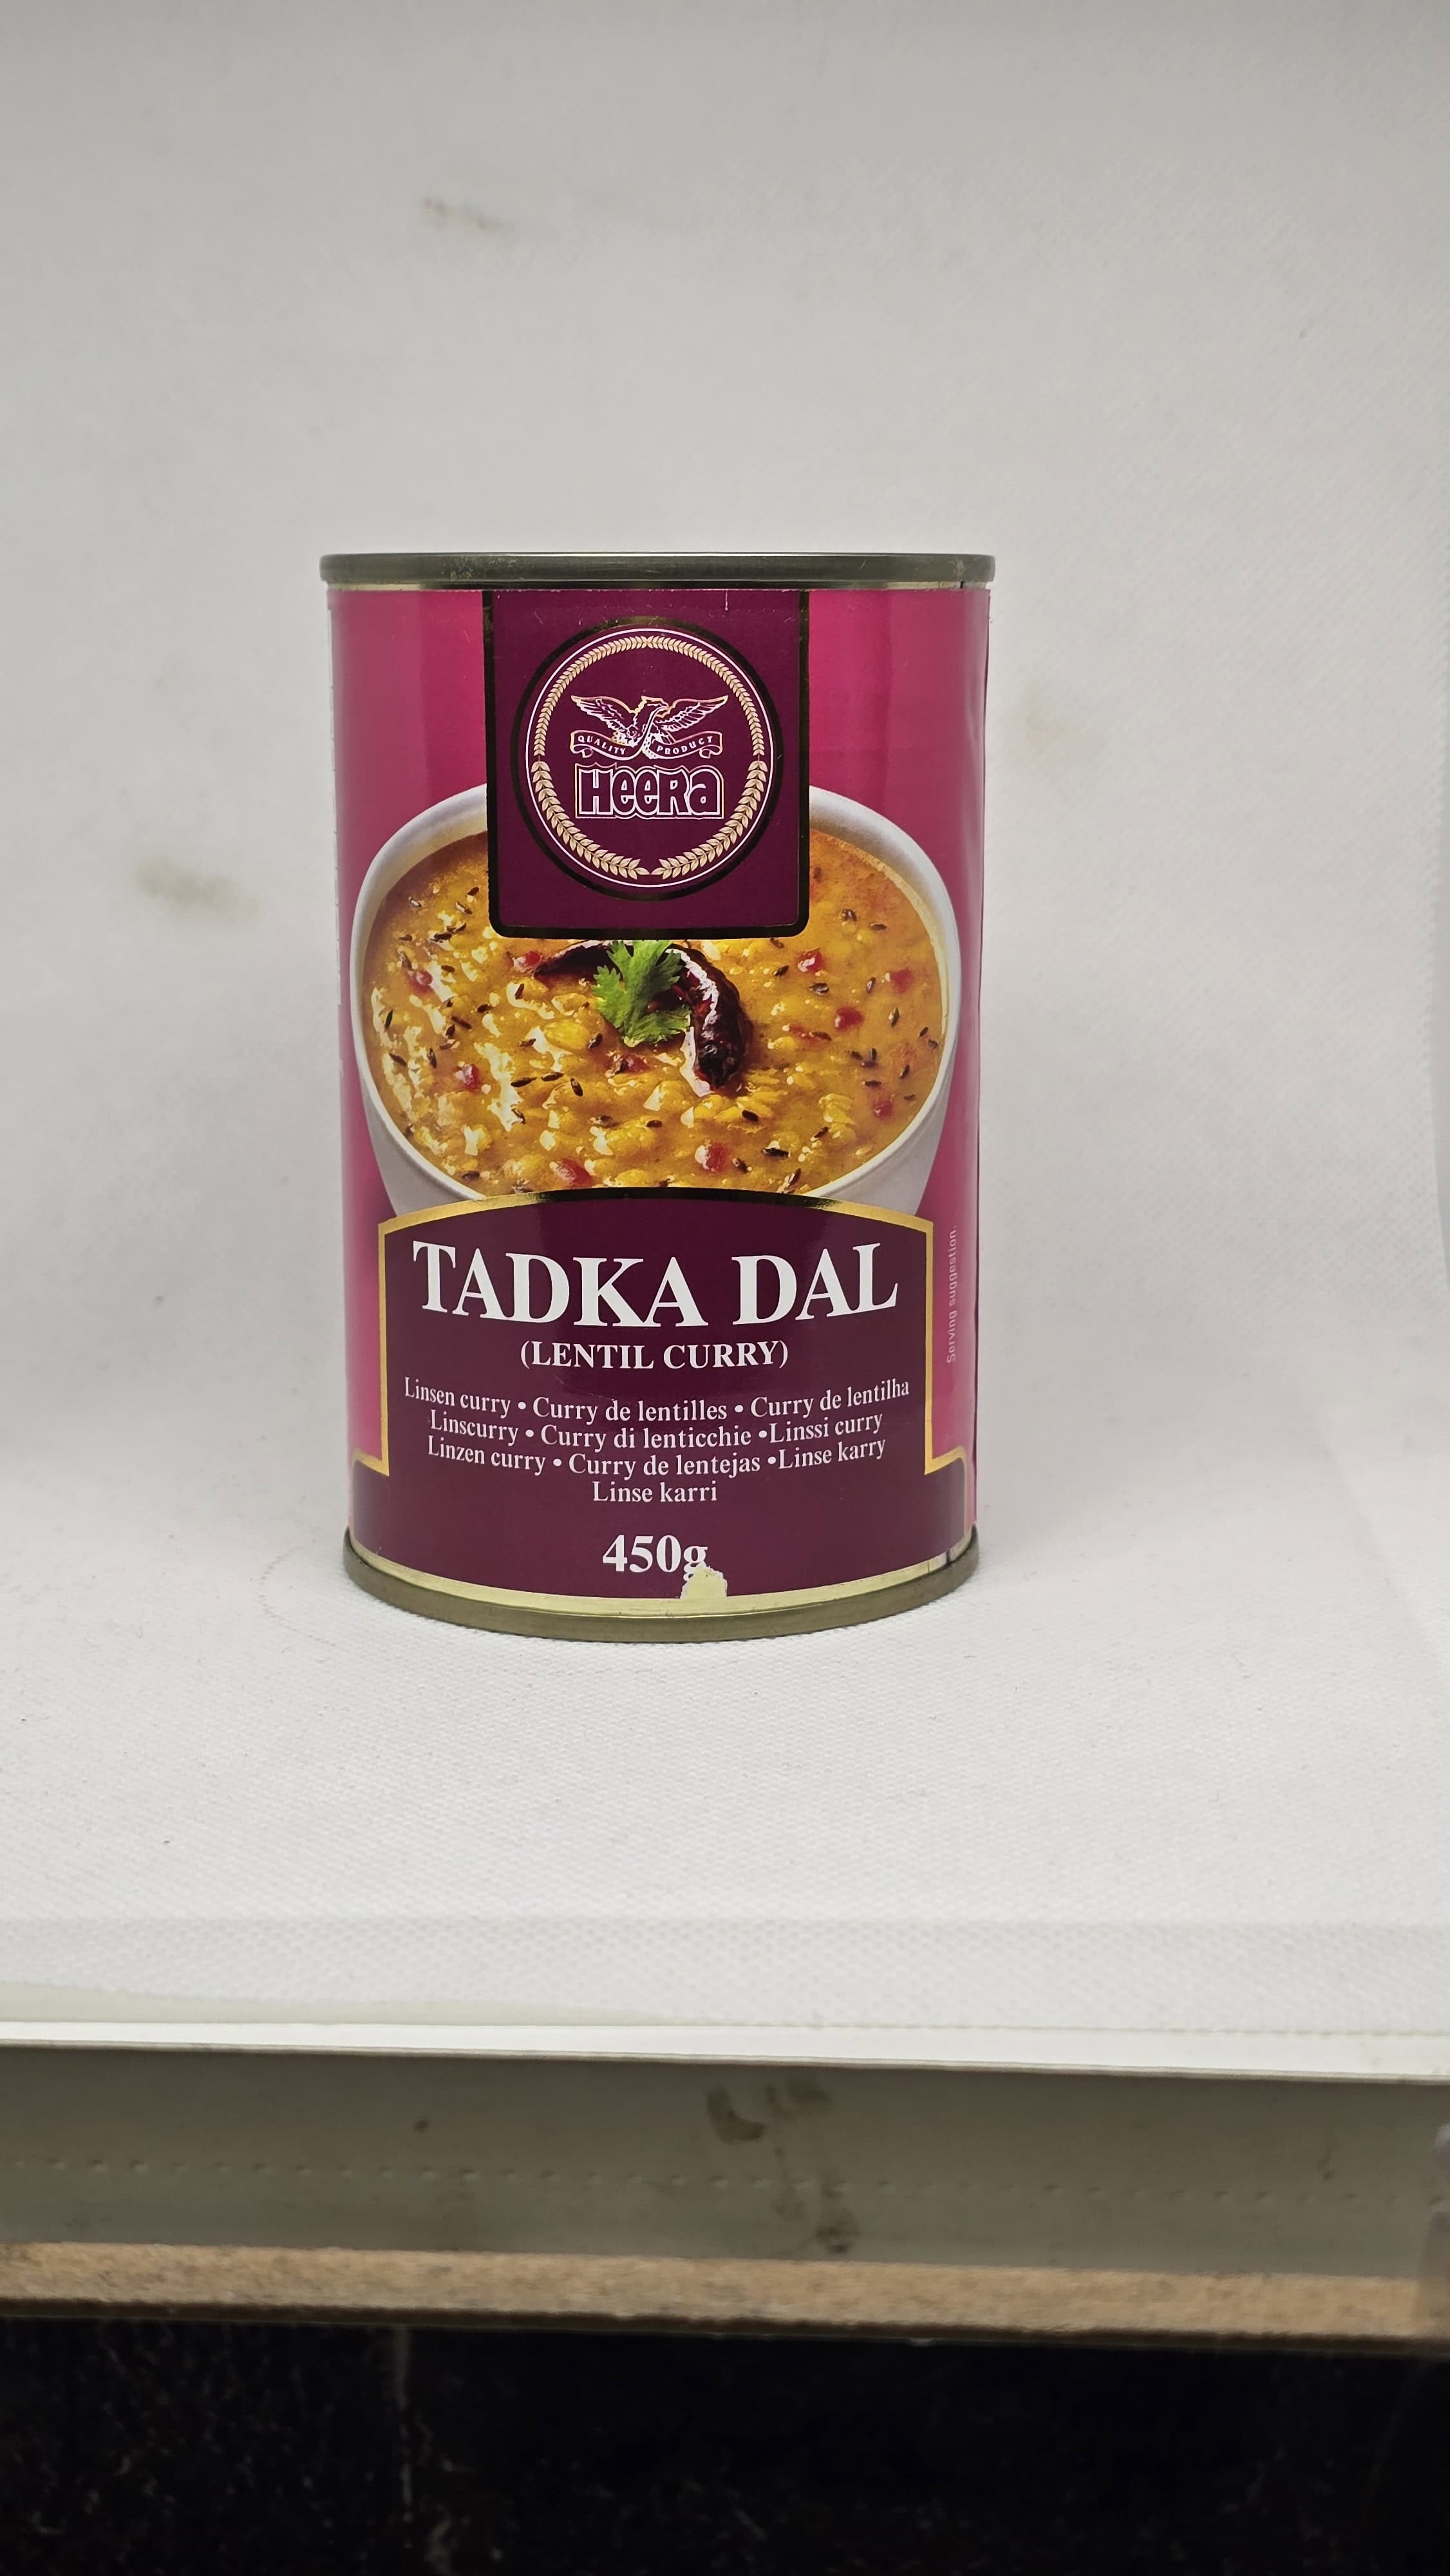 QUALITY PRODUCT
HEERA
TADKA DAL
(LENTIL CURRY)
Linsen curry • Curry de lentilles • Curry de lentilha
Linscurry • Curry di lenticchie •Linssi curry
Linzen curry • Curry de lentejas •Linse karry
Linse karri
450g
Serving suggestion.